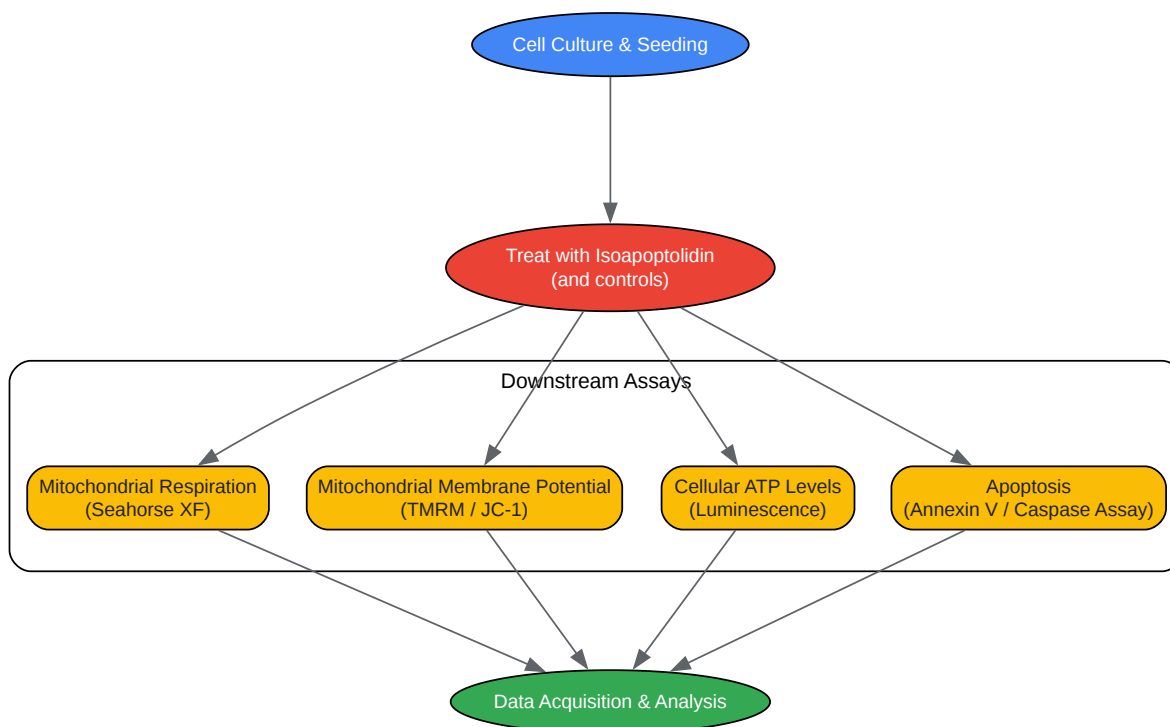 Cell Culture & Seeding
Treat with Isoapoptolidin
(and controls)
Downstream Assays
Mitochondrial Respiration
(Seahorse XF)
Mitochondrial Membrane Potential
(TMRM / JC-1)
Cellular ATP Levels
(Luminescence)
Apoptosis
(Annexin V / Caspase Assay)
Data Acquisition & Analysis